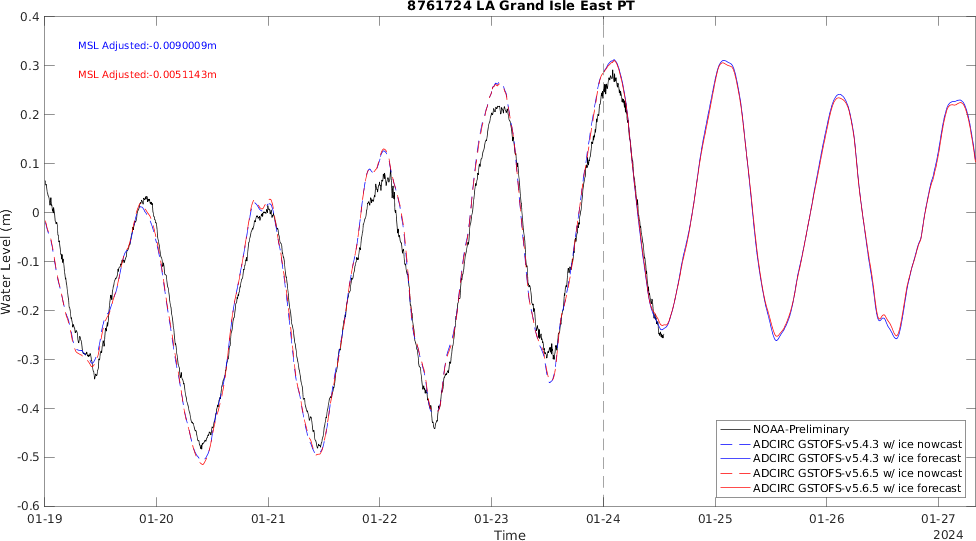 8761724 LA Grand Isle East PT
MSL Adjusted:-0.0090009m
MSL Adjusted:-0.0051143m
Water Level (m)
0.4
0.3
0.2
0.1
0
-0.1
-0.2
-0.3
-0.4
-0.5
-0.6
NOAA-Preliminary
ADCIRC GSTOFS-v5.4.3 w/ ice nowcast
ADCIRC GSTOFS-v5.4.3 w/ ice forecast
ADCIRC GSTOFS-v5.6.5 w/ ice nowcast
ADCIRC GSTOFS-v5.6.5 w/ ice forecast
01-19 01-20 01-21 01-22 01-23 01-24 01-25 01-26 01-27
Time
2024